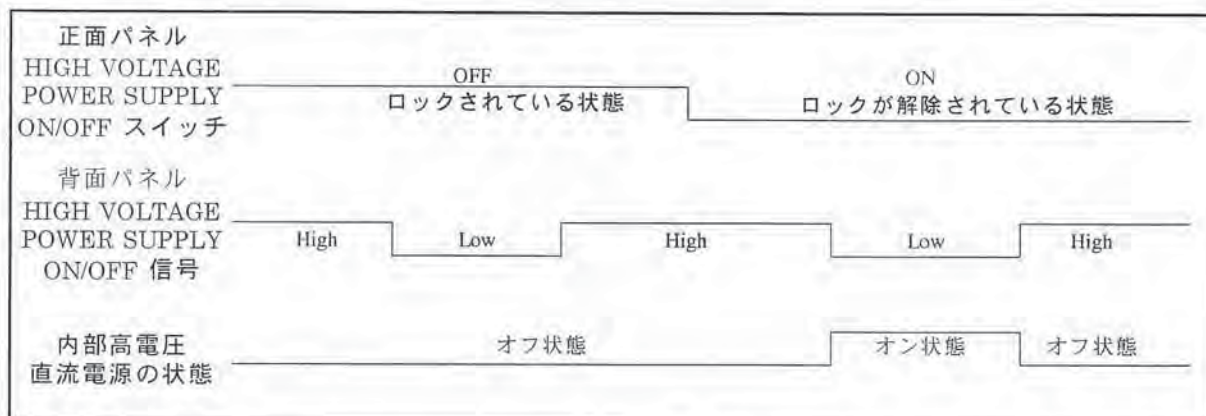 正面パネル
HIGH VOLTAGE
POWER SUPPLY
ON/OFF スイッチ
OFF
ロックされている状態
ON
ロックが解除されている状態
背面パネル
HIGH VOLTAGE
POWER SUPPLY
ON/OFF 信号
High
Low
High
Low
High
内部高電圧
直流電源の状態
オフ状態
オン状態
オフ状態